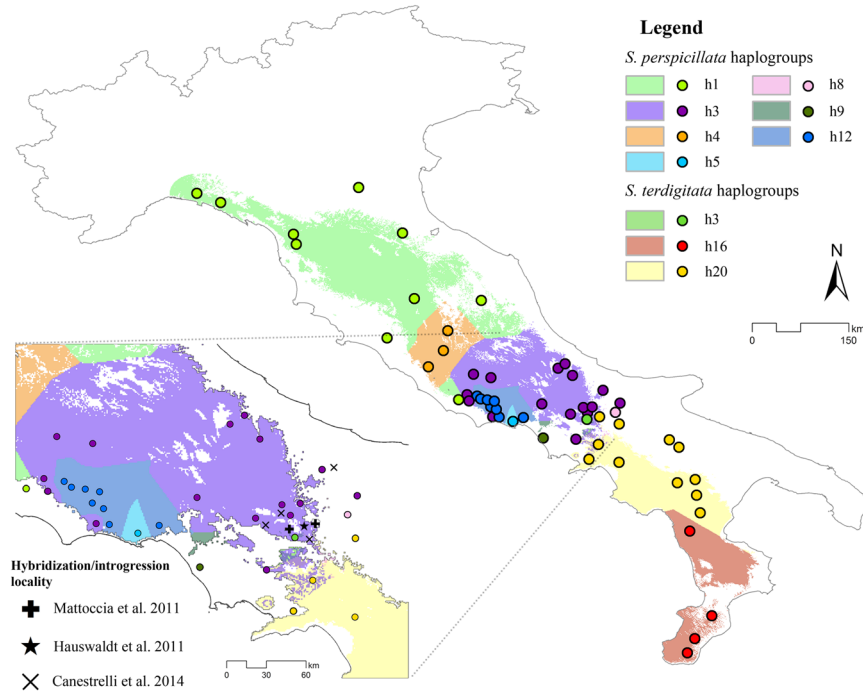 Legend
S. perspicillata haplogroups
h1
h8
h3
h9
h4
h12
h5
S. terdigitata haplogroups
h3
h16
h20
N
0
150
km
Hybridization/introgression
locality
Mattoccia et al. 2011
Hauswaldt et al. 2011
Canestrelli et al. 2014
0
30
60
km